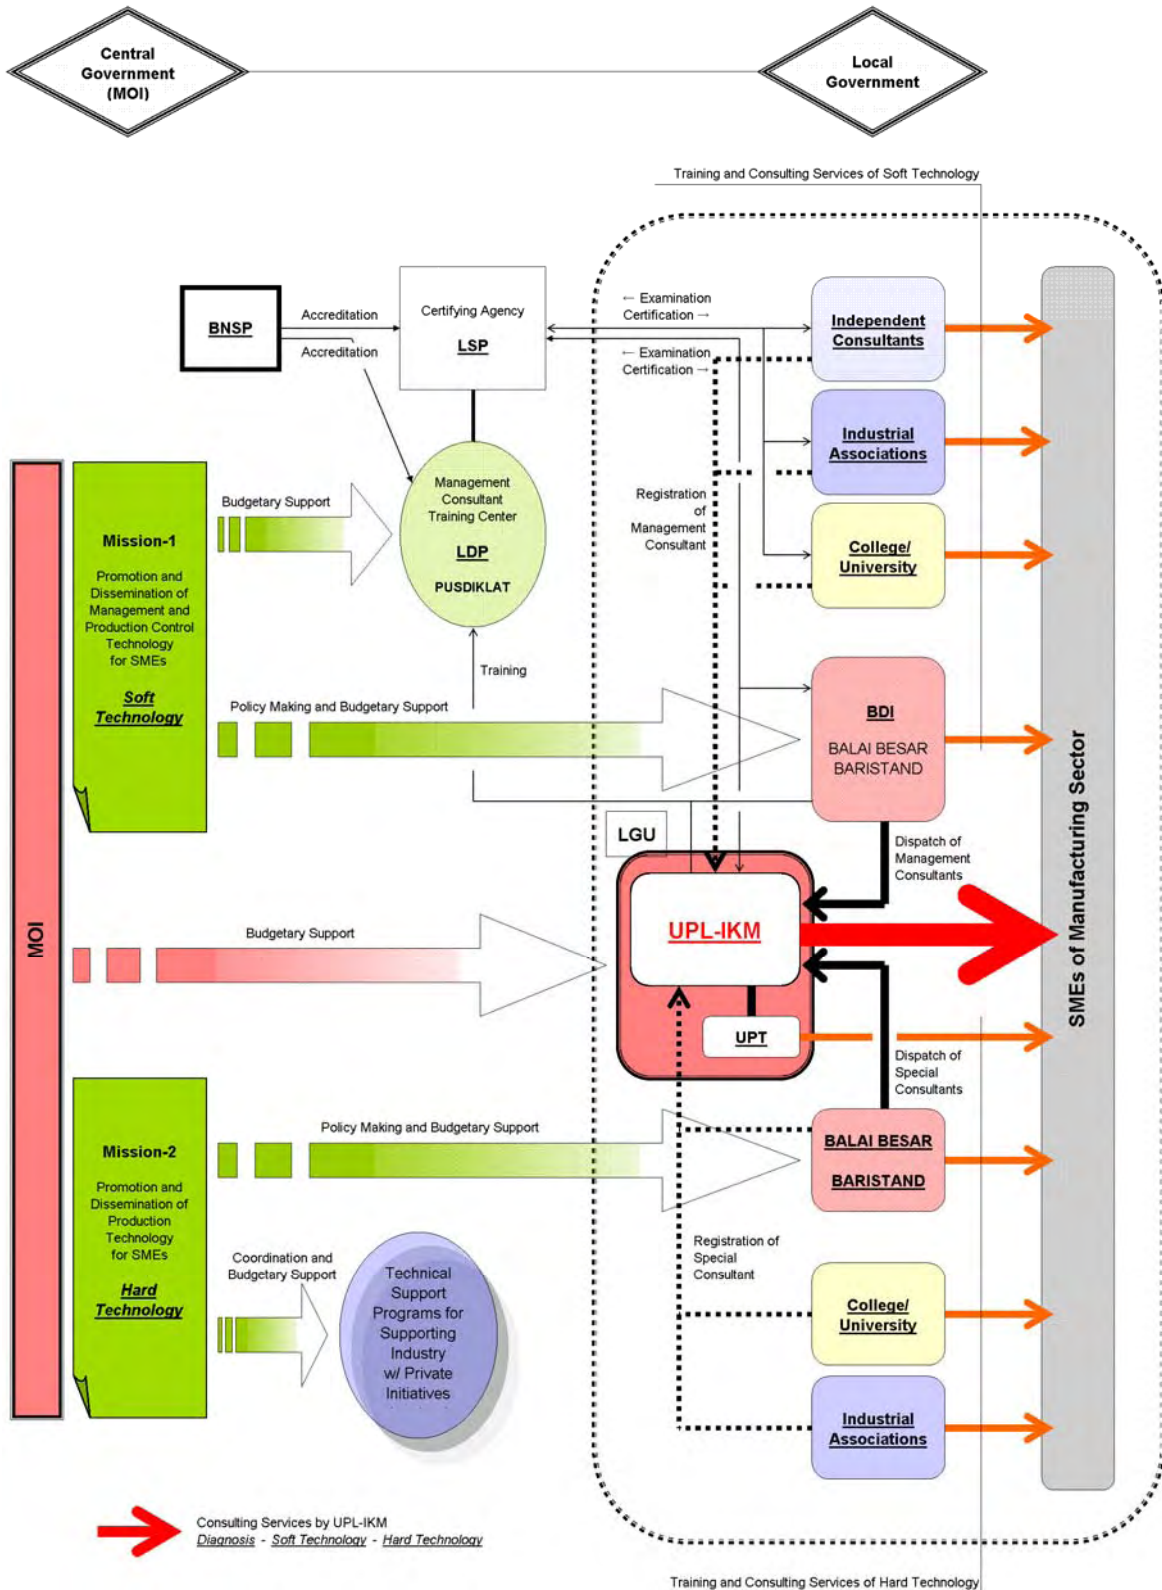 Central
Government
(MOI)
Local
Government
Training and Consulting Services of Soft Technology
BNSP
Accreditation
Accreditation
Certifying Agency
LSP
← Examination
Certification →
← Examination
Certification →
Independent
Consultants
Industrial
Associations
College/
University
Registration
of
Management
Consultant
Management
Consultant
Training Center
LDP
PUSDIKLAT
Budgetary Support
Mission-1
Promotion and
Dissemination of
Management and
Production Control
Technology
for SMEs
Soft
Technology
Training
Policy Making and Budgetary Support
BDI
BALAI BESAR
BARISTAND
SMEs of Manufacturing Sector
MOI
LGU
Dispatch of
Management
Consultants
Budgetary Support
UPL-IKM
UPT
Dispatch of
Special
Consultants
Mission-2
Promotion and
Dissemination of
Production
Technology
for SMEs
Hard
Technology
Policy Making and Budgetary Support
BALAI BESAR
BARISTAND
Coordination and
Budgetary Support
Technical
Support
Programs for
Supporting
Industry
w/ Private
Initiatives
Registration of
Special
Consultant
College/
University
Industrial
Associations
Consulting Services by UPL-IKM
Diagnosis - Soft Technology - Hard Technology
Training and Consulting Services of Hard Technology